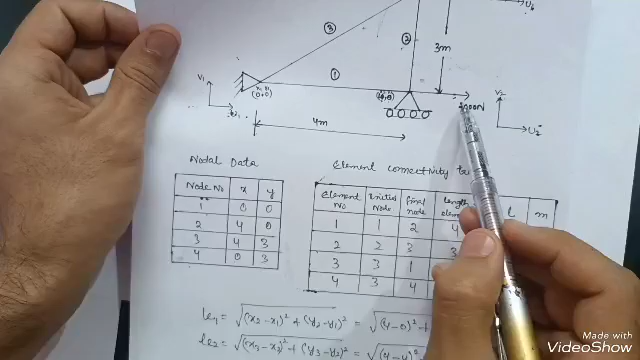 U4
③
②
3m
①
V1
(0,0)
(4,0)
V2
U2
4m
Nodal Data
Element connectivity
Node No x y
1 0 0
2 4 0
3 4 3
4 0 3
Element No Initial Node final node length l m
1 1 2 4
2 2 3 3
3 3 1
4 3 4
le1 = √(x2-x1)² + (y2-y1)² = √(4-0)² +
le2 = √(x3-x2)² + (y3-y2)² = √(4-4)²
Made with
VideoShow